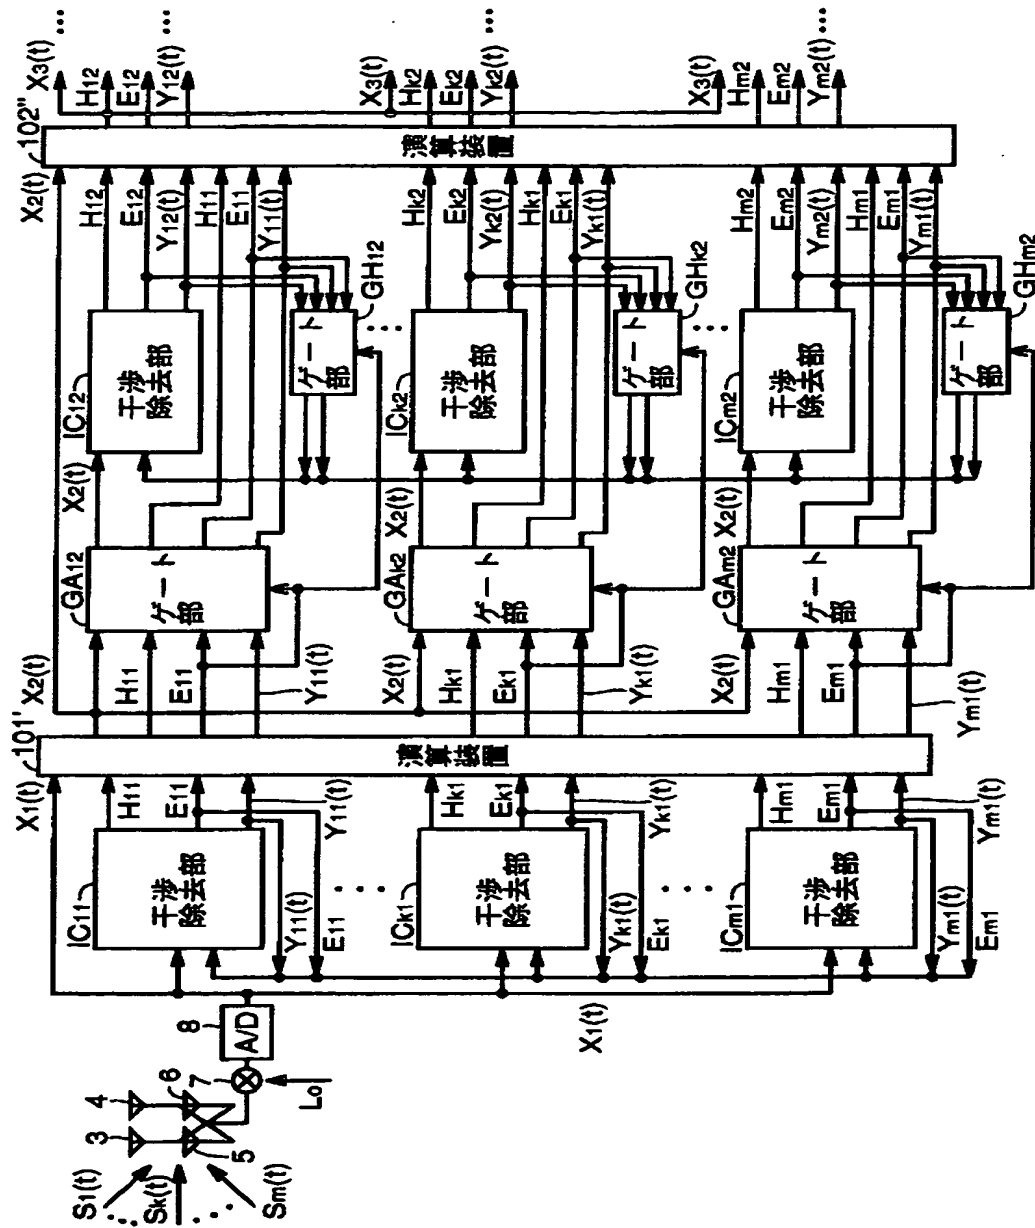 S1(t)
Sk(t)
Sm(t)
3
4
5
6
7
Lo
8
A/D
X1(t)
X1(t)
IC11
干渉
除去部
H11
E11
Y11(t)
Y11(t)
E11
ICk1
干渉
除去部
Hk1
Ek1
Yk1(t)
Yk1(t)
Ek1
ICm1
干渉
除去部
Hm1
Em1
Ym1(t)
Ym1(t)
Em1
101'
演算装置
X2(t)
H11
E11
Y11(t)
X2(t)
Hk1
Ek1
Yk1(t)
X2(t)
Hm1
Em1
Ym1(t)
GA12
ゲート
部
GAk2
ゲート
部
GAm2
ゲート
部
X2(t)
X2(t)
X2(t)
IC12
干渉
除去部
ICk2
干渉
除去部
ICm2
干渉
除去部
ゲート
部
GH12
ゲート
部
GHk2
ゲート
部
GHm2
X2(t)
H12
E12
Y12(t)
H11
E11
Y11(t)
Hk2
Ek2
Yk2(t)
Hk1
Ek1
Yk1(t)
Hm2
Em2
Ym2(t)
Hm1
Em1
Ym1(t)
102"
演算装置
X3(t) ...
H12
E12
Y12(t) ...
X3(t)
Hk2 ...
Ek2
Yk2(t)
X3(t)
Hm2
Em2
Ym2(t) ...